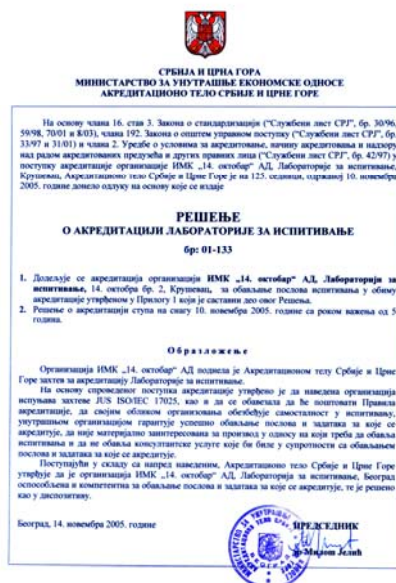 СРБИЈА И ЦРНА ГОРА
МИНИСТАРСТВО ЗА УНУТРАШЊЕ ЕКОНОМСКЕ ОДНОСЕ
АКРЕДИТАЦИОНО ТЕЛО СРБИЈЕ И ЦРНЕ ГОРЕ
На основу члана 16. став 3. Закона о стандардизацији ("Службени лист СРЈ", бр. 30/96,
59/98, 70/01 и 8/03), члана 192. Закона о општем управном поступку ("Службени лист СРЈ", бр.
33/97 и 31/01) и члана 2. Уредбе о условима за акредитовање, начину акредитовања и надзору
над радом акредитованих предузећа и других правних лица ("Службени лист СРЈ", бр. 42/97) у
поступку акредитације организације ИМК „14. октобар" АД, Лабораторије за испитивање,
Крушевац, Акредитационо тело Србије и Црне Горе је на 125. седници, одржаној 10. новембра
2005. године донело одлуку на основу које се издаје
РЕШЕЊЕ
О АКРЕДИТАЦИЈИ ЛАБОРАТОРИЈЕ ЗА ИСПИТИВАЊЕ
бр: 01-133
1. Додељује се акредитација организацији ИМК „14. октобар" АД, Лабораторији за
испитивање, 14. октобра бр. 2, Крушевац, за обављање послова испитивања у обиму
акредитације утврђеном у Прилогу 1 који је саставни део овог Решења.
2. Решење о акредитацији ступа на снагу 10. новембра 2005. године са роком важења од 5
година.
Образложење
Организација ИМК „14. октобар" АД поднела је Акредитационом телу Србије и Црне
Горе захтев за акредитацију Лабораторије за испитивање.
На основу спроведеног поступка акредитације утврђено је да наведена организација
испуњава захтеве JUS ISO/IEC 17025, као и да се обавезала да ће поштовати Правила
акредитације, да својим обликом организовања обезбеђује самосталност у испитивању,
унутрашњом организацијом гарантује успешно обављање послова и задатака за које се
акредитује, да није материјално заинтересована за производ у односу на који треба да обавља
испитивања и да не обавља консултантске услуге које би биле у супротности са обављањем
послова и задатака за које се акредитује.
Поступајући у складу са напред наведеним, Акредитационо тело Србије и Црне Горе
утврђује да је организација ИМК „14. октобар" АД, Лабораторија за испитивање, Београд
оспособљена и компетентна за обављање послова и задатака за које се акредитује, те је решено
као у диспозитиву.
Београд, 14. новембра 2005. године
ПРЕДСЕДНИК
др Милош Јелић